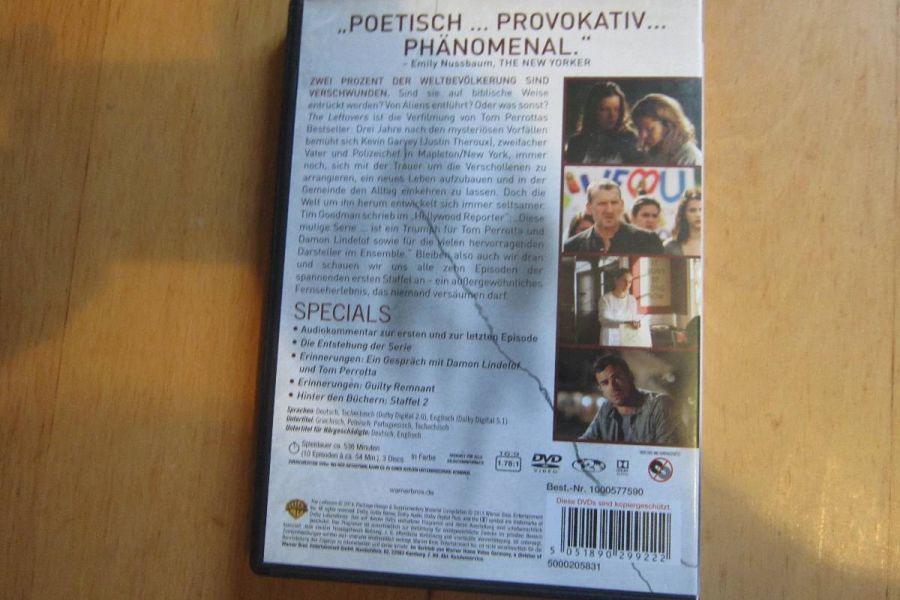 „POETISCH ... PROVOKATIV...
PHÄNOMENAL.“
– Emily Nussbaum, THE NEW YORKER
ZWEI PROZENT DER WELTBEVÖLKERUNG SIND
VERSCHWUNDEN. Sind sie auf biblische Weise
entrückt worden? Von Aliens entführt? Oder was sonst?
The Leftovers ist die Verfilmung von Tom Perrottas
Bestseller: Drei Jahre nach den mysteriösen Vorfällen
bemüht sich Kevin Garvey (Justin Theroux), zweifacher
Vater und Polizeichef in Mapleton/New York, immer
noch, sich mit der Trauer um die Verschollenen zu
arrangieren, ein neues Leben aufzubauen und in der
Gemeinde den Alltag einkehren zu lassen. Doch die
Welt um ihn herum entwickelt sich immer seltsamer.
Tim Goodman schrieb im „Hollywood Reporter“: „Diese
mutige Serie ... ist ein Triumph für Tom Perrotta und
Damon Lindelof sowie für die vielen hervorragenden
Darsteller im Ensemble.“ Bleiben also auch wir dran
und schauen wir uns alle zehn Episoden der
spannenden ersten Staffel an – ein außergewöhnliches
Fernseherlebnis, das niemand versäumen darf.
SPECIALS
• Audiokommentar zur ersten und zur letzten Episode
• Die Entstehung der Serie
• Erinnerungen: Ein Gespräch mit Damon Lindelof
und Tom Perrotta
• Erinnerungen: Guilty Remnant
• Hinter den Büchern: Staffel 2
Sprachen: Deutsch, Tschechisch (Dolby Digital 2.0), Englisch (Dolby Digital 5.1)
Untertitel: Griechisch, Polnisch, Portugiesisch, Tschechisch
Untertitel für Hörgeschädigte: Deutsch, Englisch
Spieldauer ca. 538 Minuten
(10 Episoden à ca. 54 Min.), 3 Discs
In Farbe
16:9
1.78:1
DVD
VIDEO
Best.-Nr. 1000577590
Diese DVDs sind kopiergeschützt.
warnerbros.de
5 051890 299222
5000205831